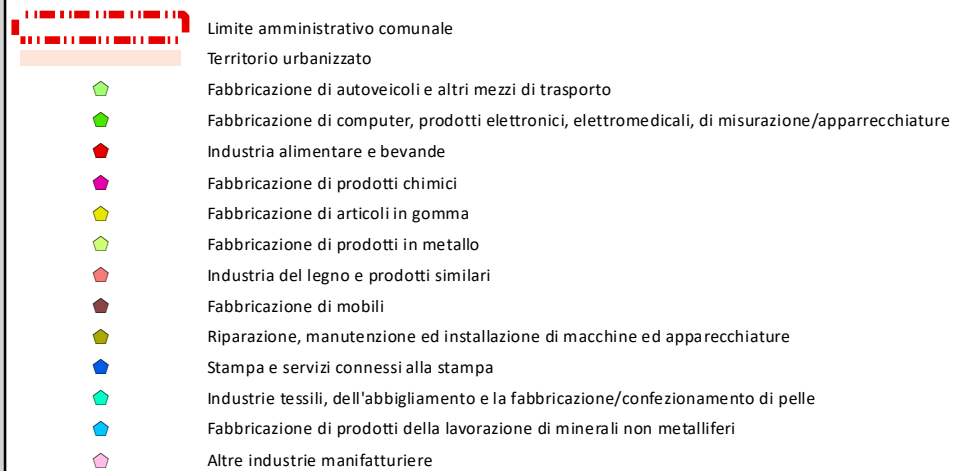 Limite amministrativo comunale
Territorio urbanizzato
Fabbricazione di autoveicoli e altri mezzi di trasporto
Fabbricazione di computer, prodotti elettronici, elettromedicali, di misurazione/apparrecchiature
Industria alimentare e bevande
Fabbricazione di prodotti chimici
Fabbricazione di articoli in gomma
Fabbricazione di prodotti in metallo
Industria del legno e prodotti similari
Fabbricazione di mobili
Riparazione, manutenzione ed installazione di macchine ed apparecchiature
Stampa e servizi connessi alla stampa
Industrie tessili, dell'abbigliamento e la fabbricazione/confezionamento di pelle
Fabbricazione di prodotti della lavorazione di minerali non metalliferi
Altre industrie manifatturiere